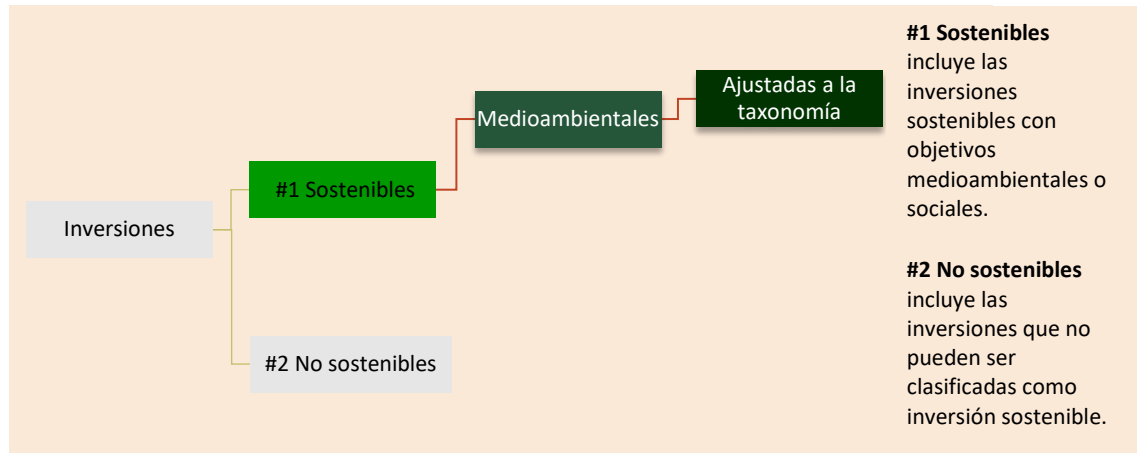 Inversiones
#1 Sostenibles
Medioambientales
Ajustadas a la
taxonomía
#2 No sostenibles
#1 Sostenibles
incluye las
inversiones
sostenibles con
objetivos
medioambientales o
sociales.
#2 No sostenibles
incluye las
inversiones que no
pueden ser
clasificadas como
inversión sostenible.